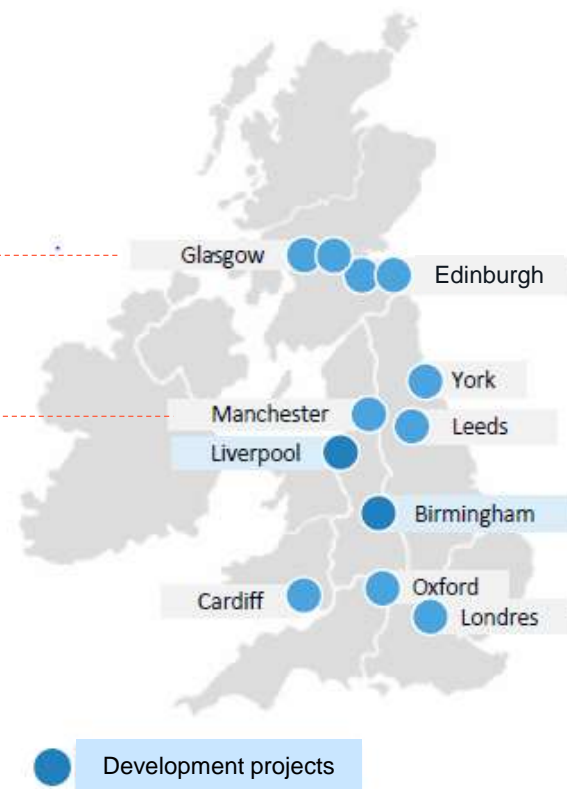 Glasgow
Edinburgh
York
Manchester
Leeds
Liverpool
Birmingham
Cardiff
Oxford
Londres
Development projects